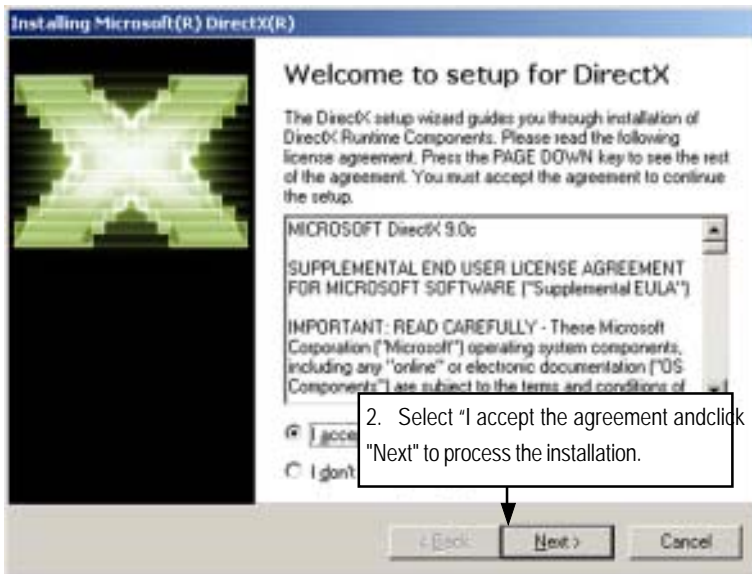 Installing Microsoft(R) DirectX(R)
Welcome to setup for DirectX
The DirectX setup wizard guides you through installation of
DirectX Runtime Components. Please read the following
license agreement. Press the PAGE DOWN key to see the rest
of the agreement. You must accept the agreement to continue
the setup.
MICROSOFT DirectX 9.0c
SUPPLEMENTAL END USER LICENSE AGREEMENT
FOR MICROSOFT SOFTWARE ("Supplemental EULA")
IMPORTANT: READ CAREFULLY - These Microsoft
Corporation ("Microsoft") operating system components,
including any "online" or electronic documentation ("OS
Components") are subject to the terms and conditions of
I
2. Select "I accept the agreement andclick
"Next" to process the installation.
I don't
< Back
Next >
Cancel